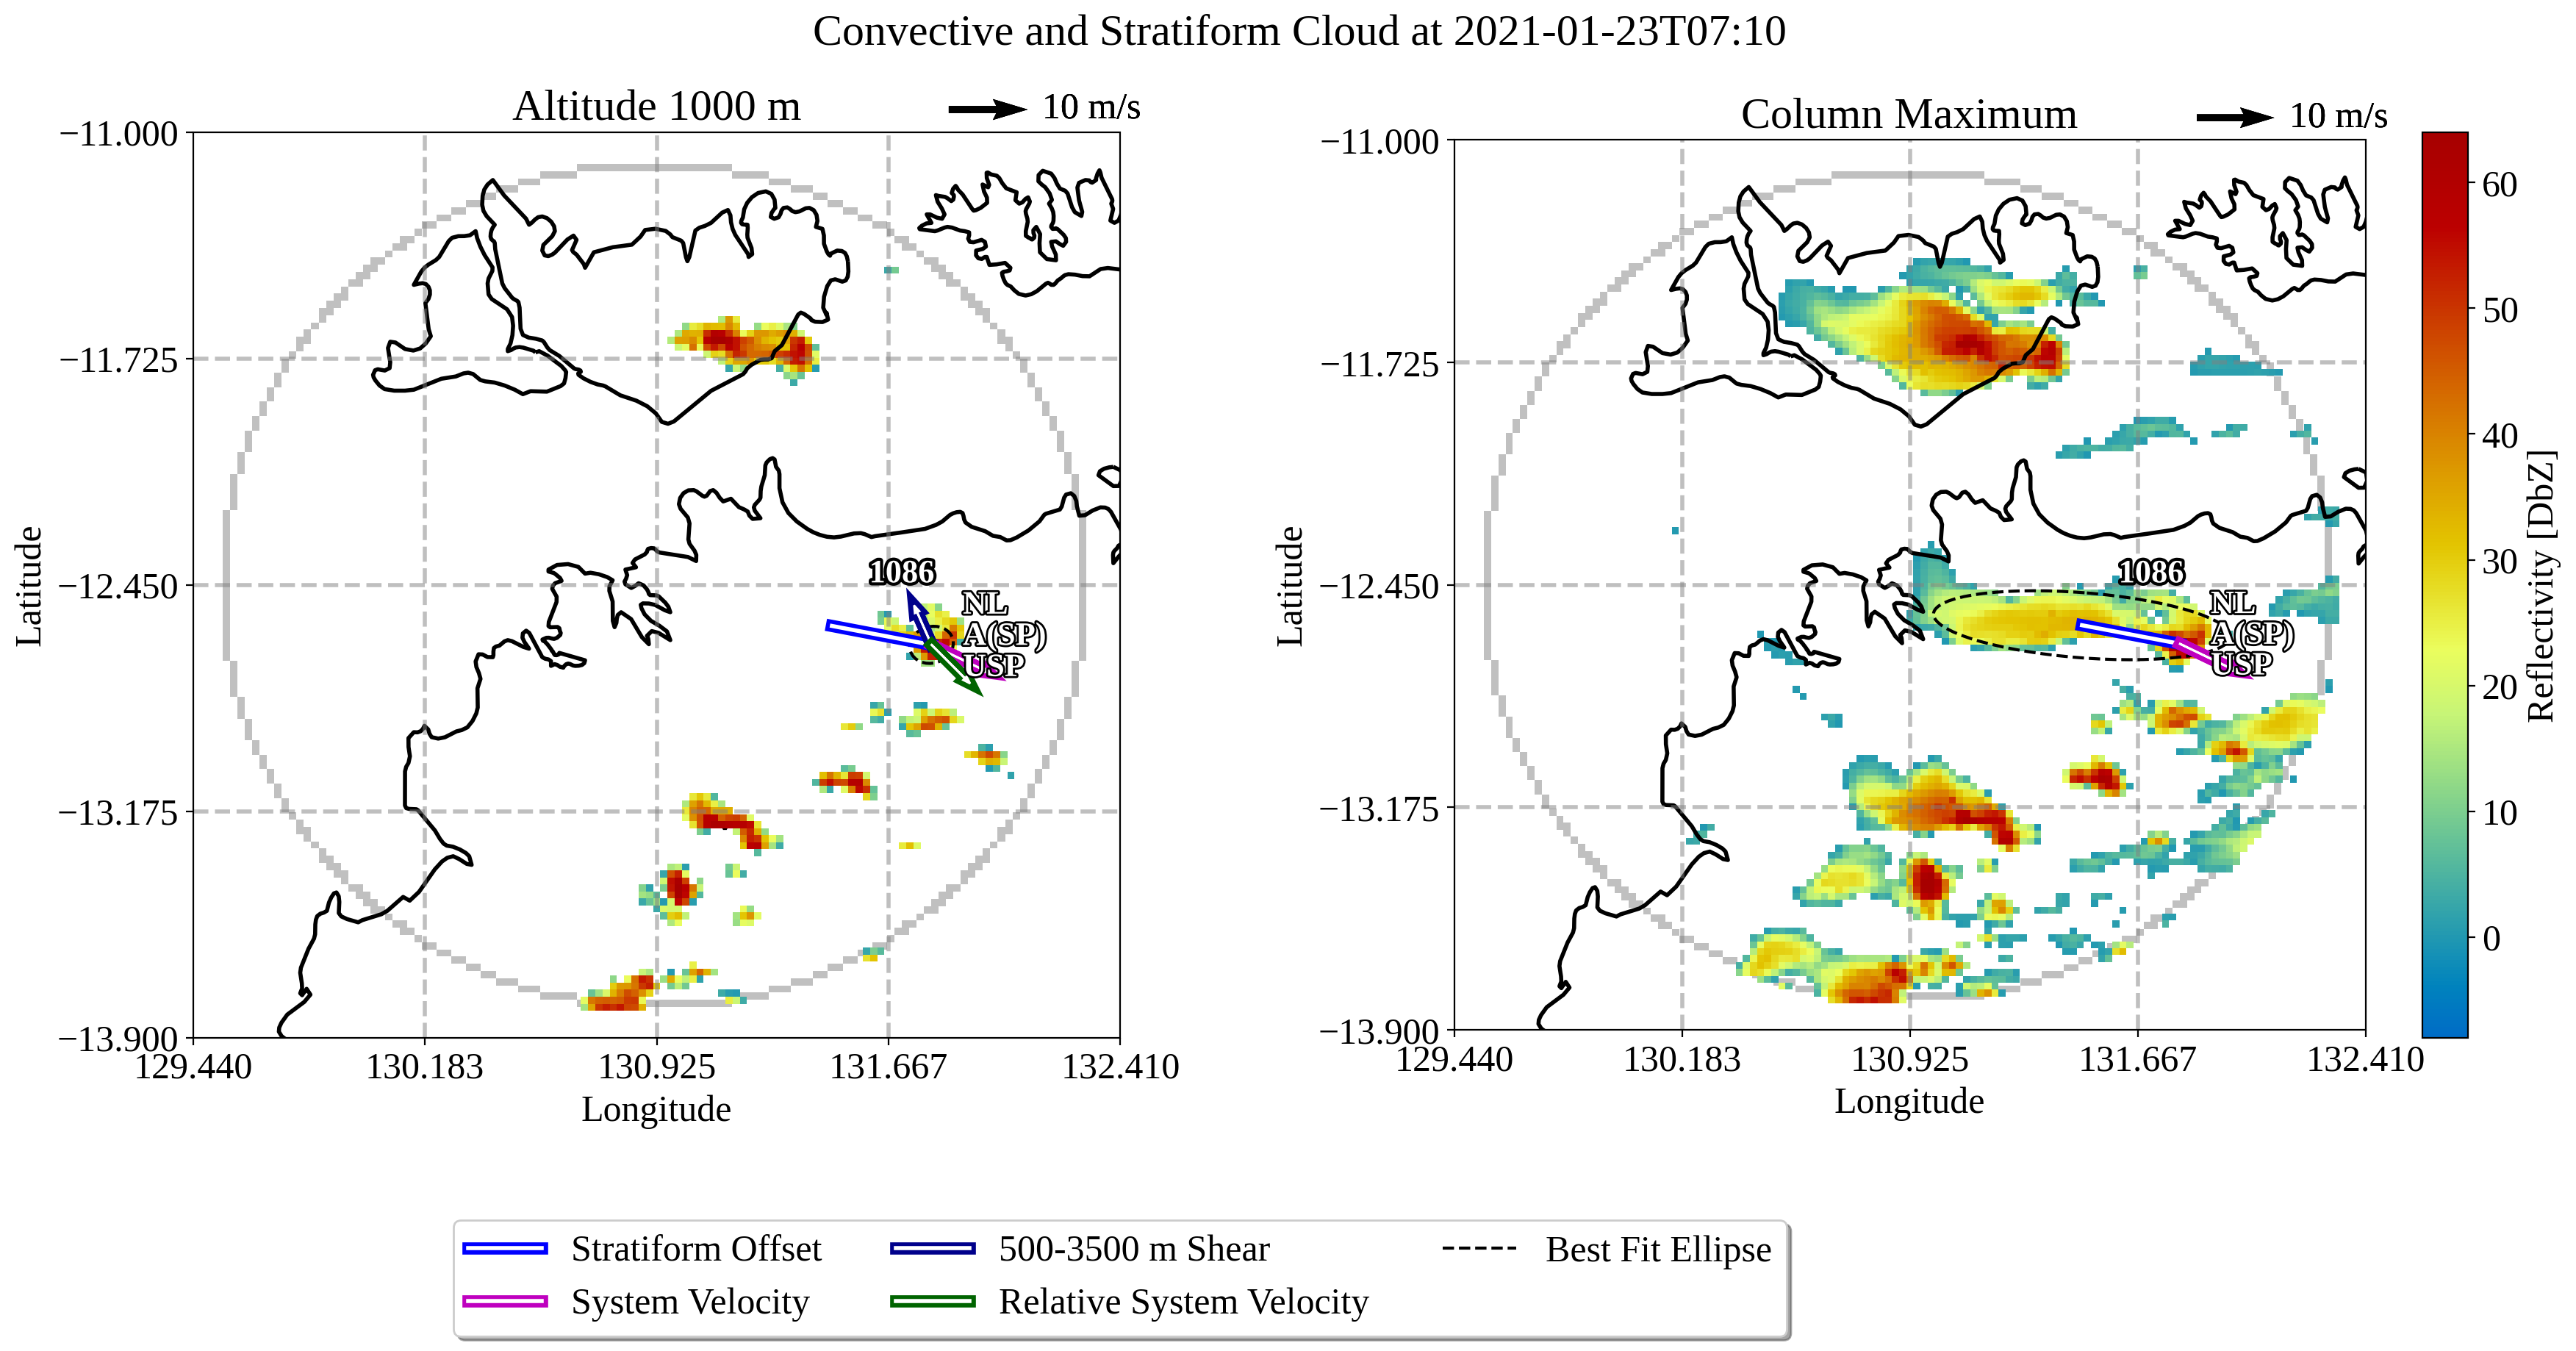 Convective and Stratiform Cloud at 2021-01-23T07:10
Altitude 1000 m
10 m/s
−11.000
−11.725
−12.450
−13.175
−13.900
Latitude
129.440
130.183
130.925
131.667
132.410
Longitude
1086
NL
A(SP)
USP
Column Maximum
10 m/s
−11.000
−11.725
−12.450
−13.175
−13.900
Latitude
129.440
130.183
130.925
131.667
132.410
Longitude
1086
NL
A(SP)
USP
60
50
40
30
20
10
0
Reflectivity [DbZ]
Stratiform Offset
System Velocity
500-3500 m Shear
Relative System Velocity
Best Fit Ellipse